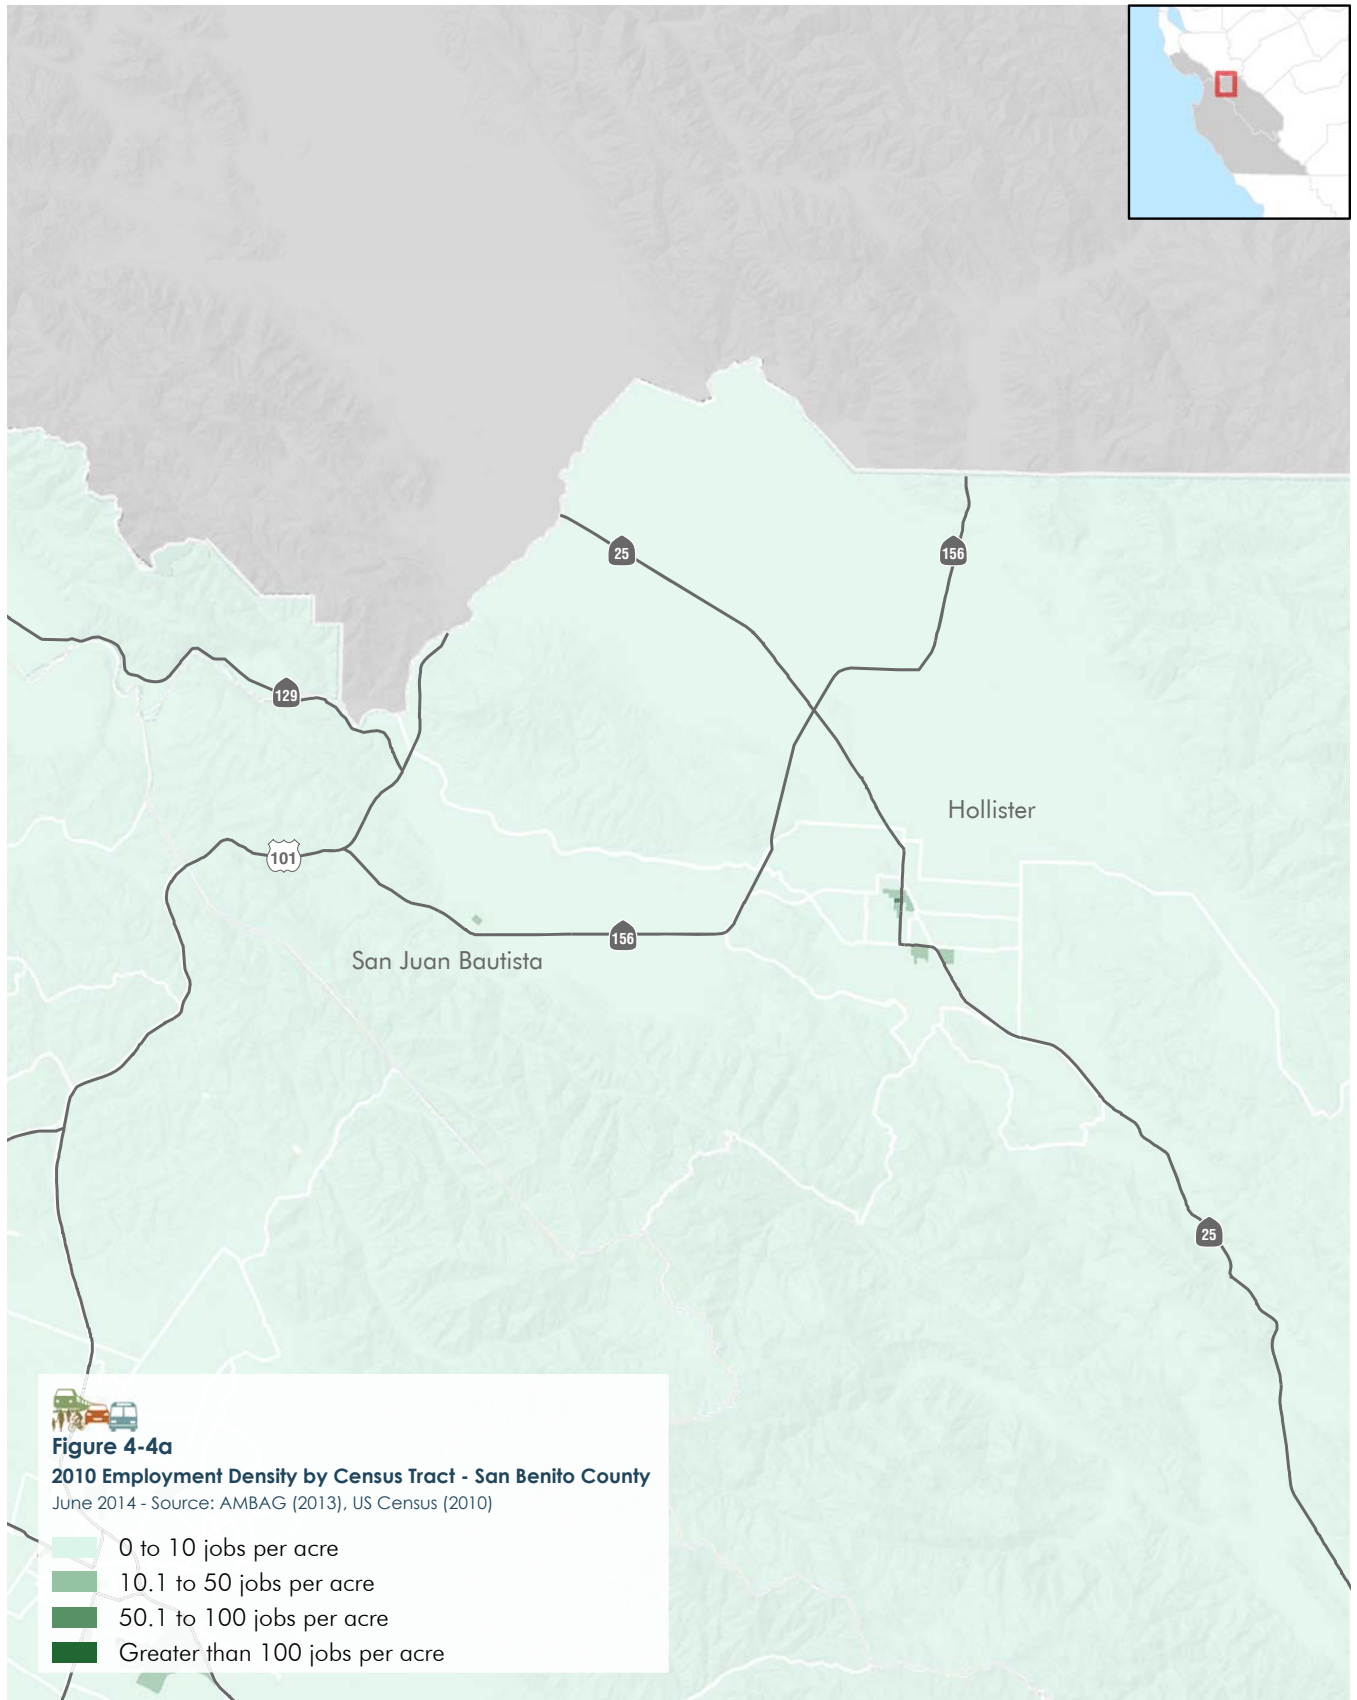 25
156
129
Hollister
101
156
San Juan Bautista
25
Figure 4-4a
2010 Employment Density by Census Tract - San Benito County
June 2014 - Source: AMBAG (2013), US Census (2010)
0 to 10 jobs per acre
10.1 to 50 jobs per acre
50.1 to 100 jobs per acre
Greater than 100 jobs per acre